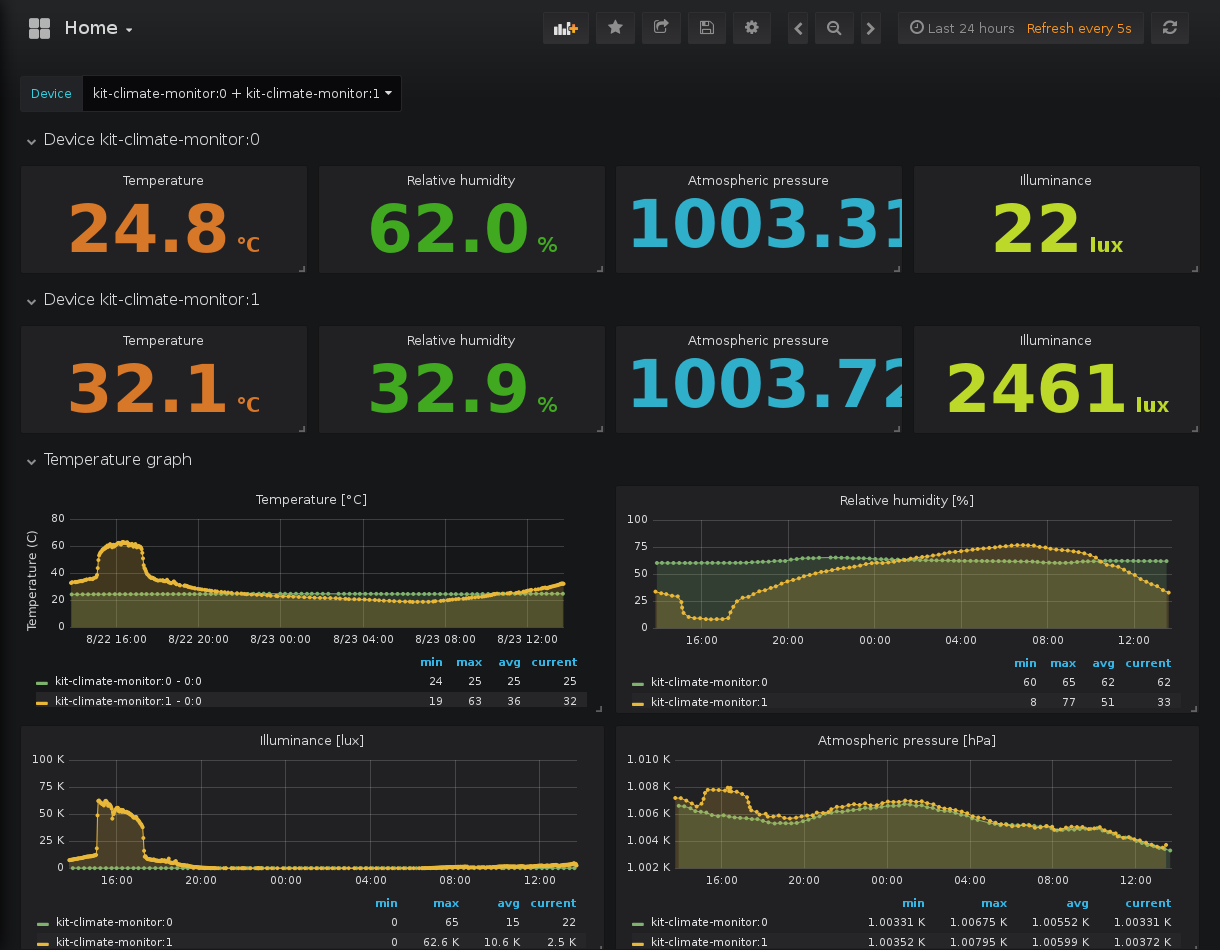 Home
Last 24 hours Refresh every 5s
Device kit-climate-monitor:0 + kit-climate-monitor:1
Device kit-climate-monitor:0
Temperature Relative humidity Atmospheric pressure Illuminance
24.8 °C 62.0 % 1003.31 22 lux
Device kit-climate-monitor:1
Temperature Relative humidity Atmospheric pressure Illuminance
32.1 °C 32.9 % 1003.72 2461 lux
Temperature graph
Temperature [°C]
Temperature (C)
80
60
40
20
0
8/22 16:00 8/22 20:00 8/23 00:00 8/23 04:00 8/23 08:00 8/23 12:00
min max avg current
kit-climate-monitor:0 - 0:0 24 25 25 25
kit-climate-monitor:1 - 0:0 19 63 36 32
Relative humidity [%]
100
75
50
25
0
16:00 20:00 00:00 04:00 08:00 12:00
min max avg current
kit-climate-monitor:0 60 65 62 62
kit-climate-monitor:1 8 77 51 33
Illuminance [lux]
100 K
75 K
50 K
25 K
0
16:00 20:00 00:00 04:00 08:00 12:00
min max avg current
kit-climate-monitor:0 0 65 15 22
kit-climate-monitor:1 0 62.6 K 10.6 K 2.5 K
Atmospheric pressure [hPa]
1.010 K
1.008 K
1.006 K
1.004 K
1.002 K
16:00 20:00 00:00 04:00 08:00 12:00
min max avg current
kit-climate-monitor:0 1.00331 K 1.00675 K 1.00552 K 1.00331 K
kit-climate-monitor:1 1.00352 K 1.00795 K 1.00599 K 1.00372 K